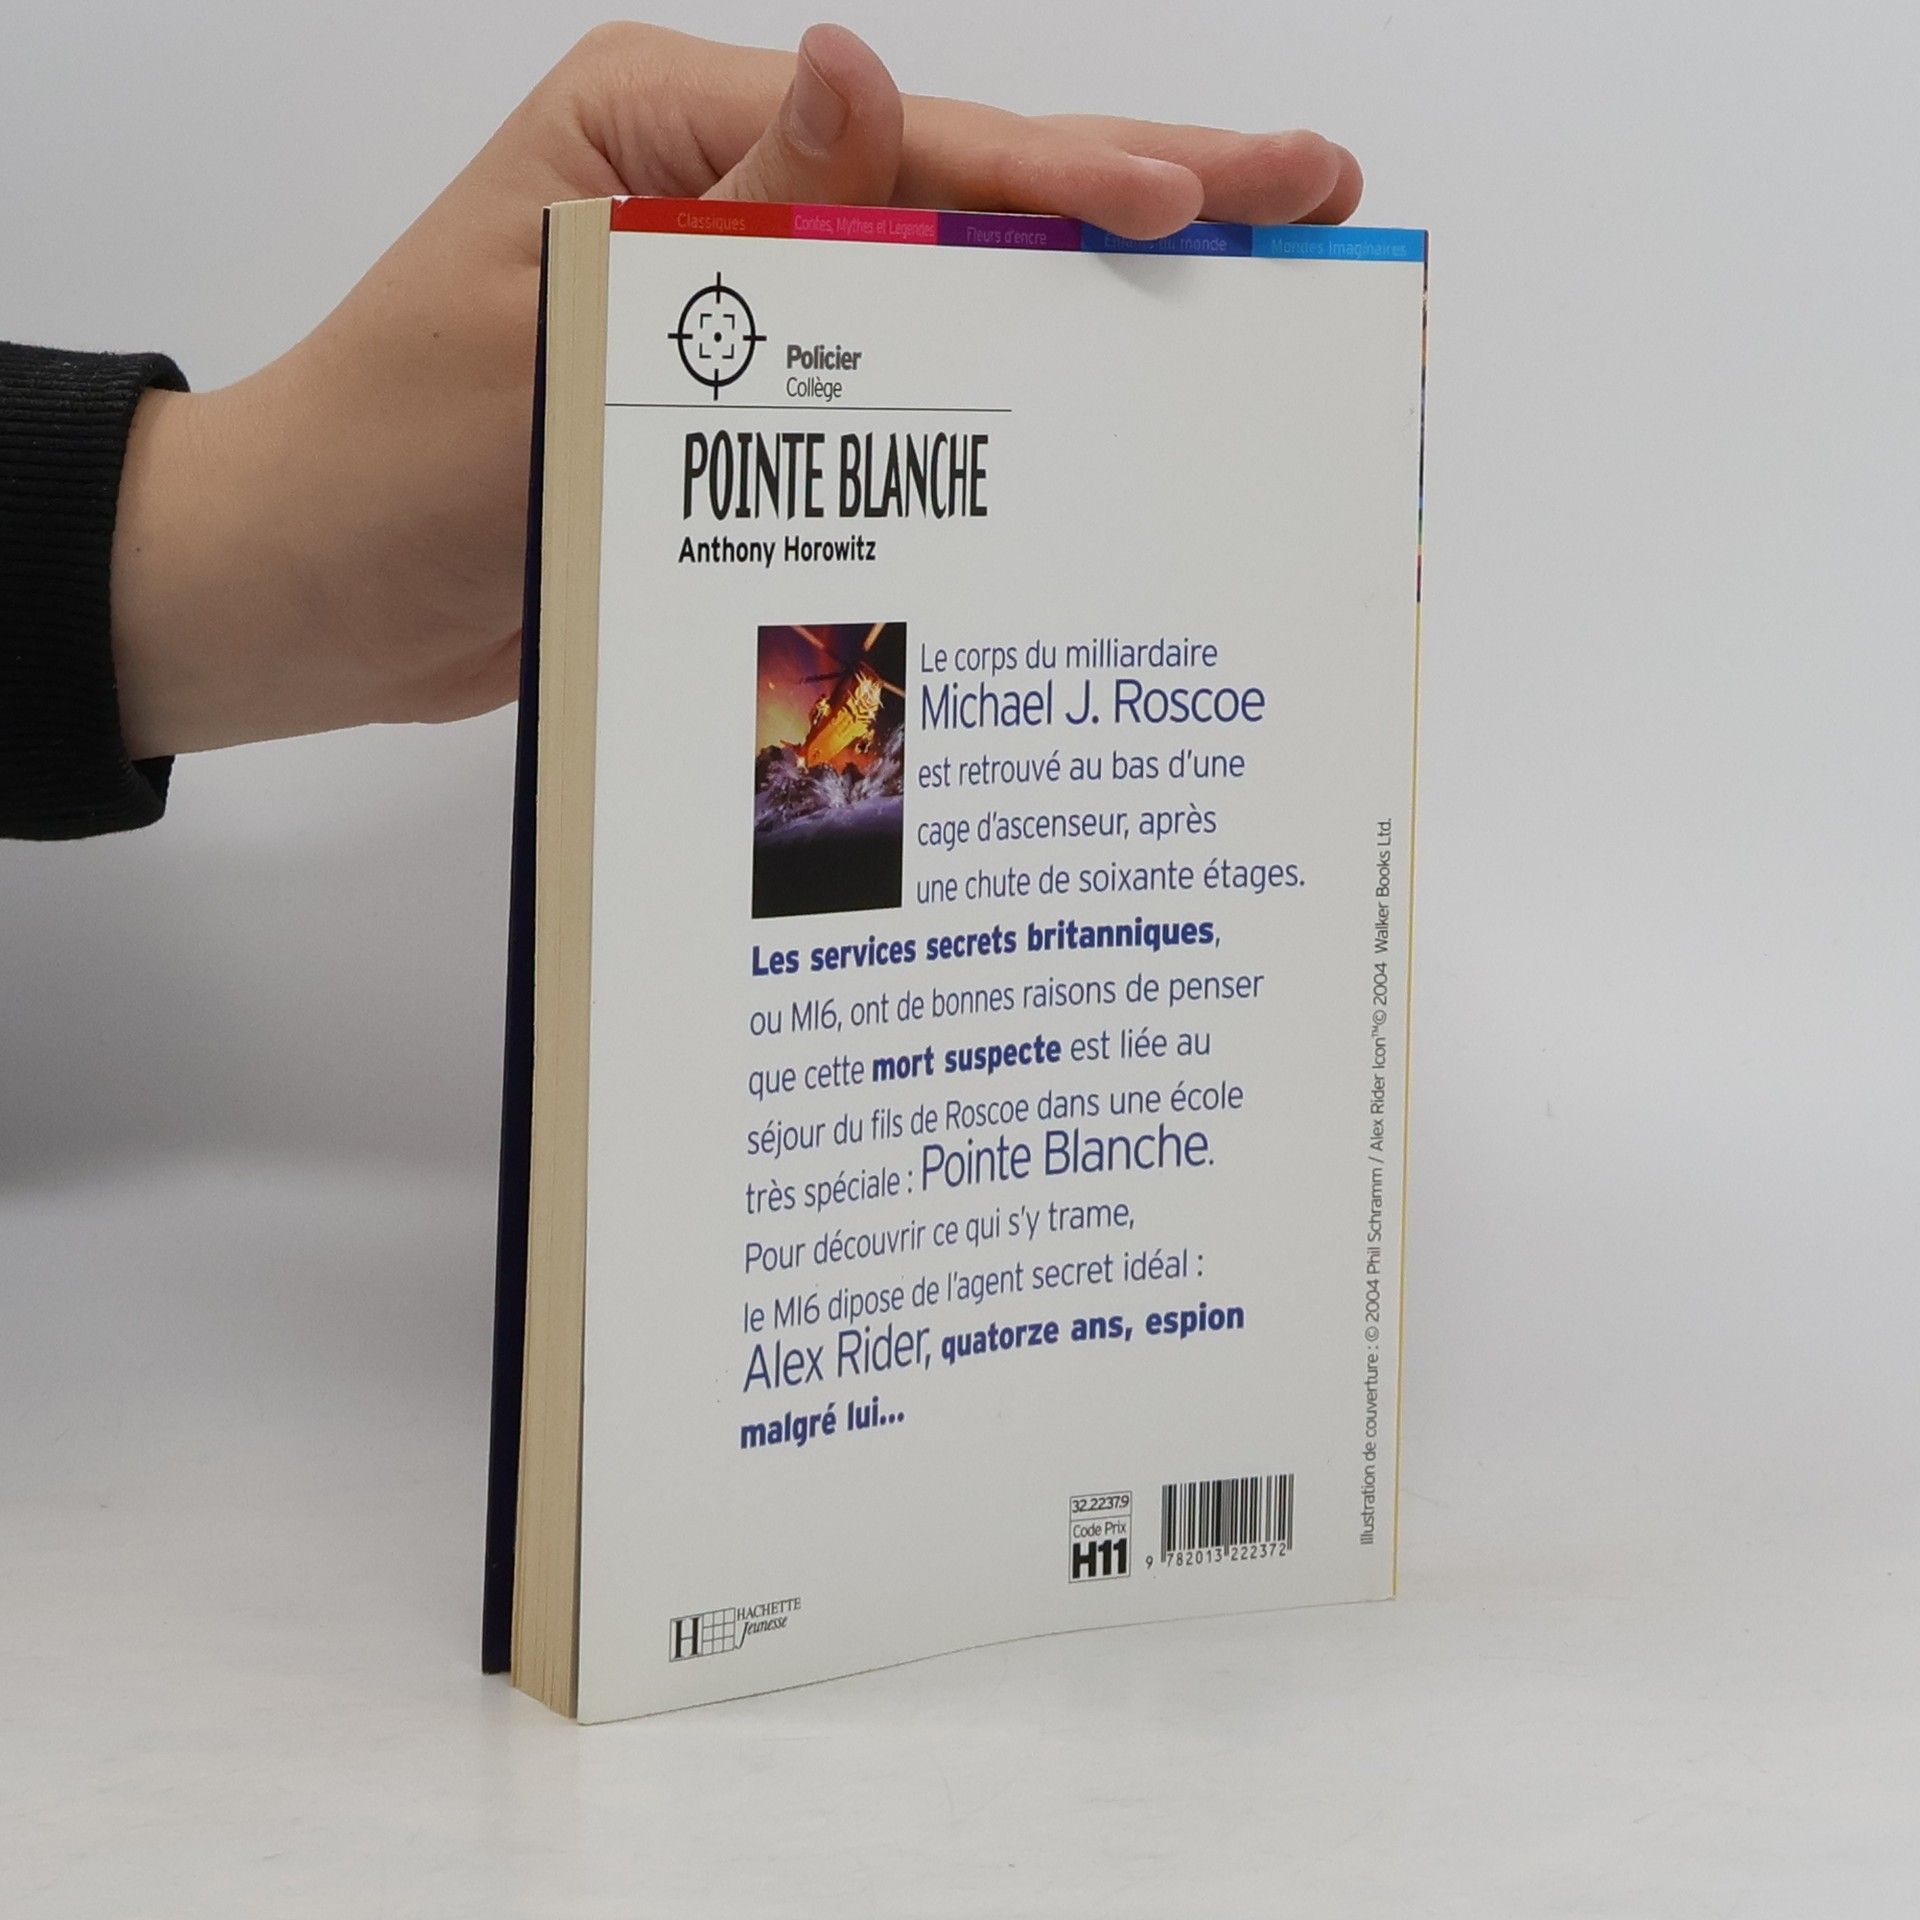 Classiques
Contes, Mythes et Légendes
Fleurs d'encre
du monde
Mondes Imaginaires
Policier
Collège
POINTE BLANCHE
Anthony Horowitz
Le corps du milliardaire
Michael J. Roscoe
est retrouvé au bas d'une
cage d'ascenseur, après
une chute de soixante étages.
Les services secrets britanniques,
ou MI6, ont de bonnes raisons de penser
que cette mort suspecte est liée au
séjour du fils de Roscoe dans une école
très spéciale : Pointe Blanche.
Pour découvrir ce qui s'y trame,
le MI6 dipose de l'agent secret idéal :
Alex Rider, quatorze ans, espion
malgré lui...
Illustration de couverture : © 2004 Phil Schramm / Alex Rider Icon™© 2004 Walker Books Ltd.
32.2237.9
Code Prix
H11
9 782013 222372
H HACHETTE
Jeunesse